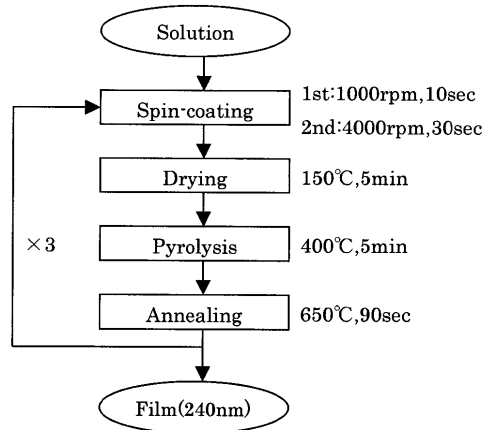 Solution
Spin-coating
1st:1000rpm,10sec
2nd:4000rpm,30sec
Drying
150℃,5min
×3
Pyrolysis
400℃,5min
Annealing
650℃,90sec
Film(240nm)